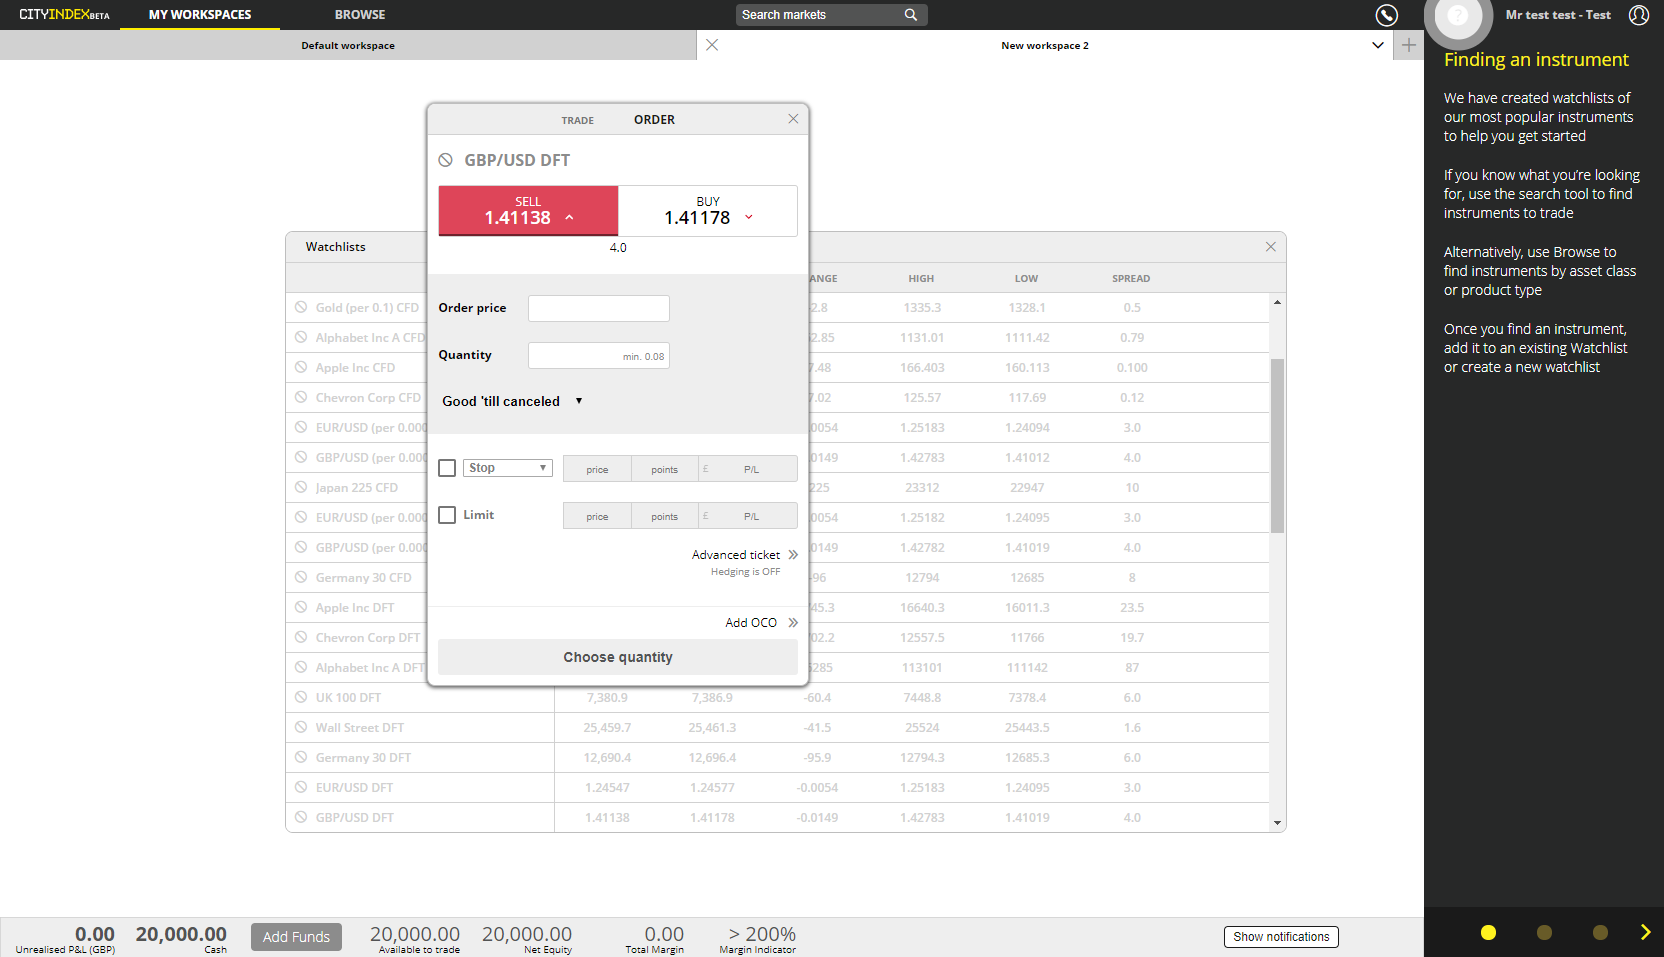 CITYINDEX BETA
MY WORKSPACES
BROWSE
Search markets
?
Mr test test - Test
Default workspace
New workspace 2
Finding an instrument
We have created watchlists of
our most popular instruments
to help you get started
If you know what you're looking
for, use the search tool to find
instruments to trade
Alternatively, use Browse to
find instruments by asset class
or product type
Once you find an instrument,
add it to an existing Watchlist
or create a new watchlist
TRADE ORDER
GBP/USD DFT
SELL
1.41138
BUY
1.41178
4.0
Order price
Quantity min. 0.08
Good 'till canceled
Stop price points £ P/L
Limit price points £ P/L
Advanced ticket
Hedging is OFF
Add OCO
Choose quantity
Watchlists
ANGE HIGH LOW SPREAD
Gold (per 0.1) CFD 2.8 1335.3 1328.1 0.5
Alphabet Inc A CFD 2.85 1131.01 1111.42 0.79
Apple Inc CFD 7.48 166.403 160.113 0.100
Chevron Corp CFD 7.02 125.57 117.69 0.12
EUR/USD (per 0.000 0054 1.25183 1.24094 3.0
GBP/USD (per 0.000 0149 1.42783 1.41012 4.0
Japan 225 CFD 225 23312 22947 10
EUR/USD (per 0.000 0054 1.25182 1.24095 3.0
GBP/USD (per 0.000 0149 1.42782 1.41019 4.0
Germany 30 CFD -96 12794 12685 8
Apple Inc DFT 45.3 16640.3 16011.3 23.5
Chevron Corp DFT 02.2 12557.5 11766 19.7
Alphabet Inc A DFT 285 113101 111142 87
UK 100 DFT 7,380.9 7,386.9 -60.4 7448.8 7378.4 6.0
Wall Street DFT 25,459.7 25,461.3 -41.5 25524 25443.5 1.6
Germany 30 DFT 12,690.4 12,696.4 -95.9 12794.3 12685.3 6.0
EUR/USD DFT 1.24547 1.24577 -0.0054 1.25183 1.24095 3.0
GBP/USD DFT 1.41138 1.41178 -0.0149 1.42783 1.41019 4.0
0.00
Unrealised P&L (GBP)
20,000.00
Cash
Add Funds
20,000.00
Available to trade
20,000.00
Net Equity
0.00
Total Margin
> 200%
Margin Indicator
Show notifications